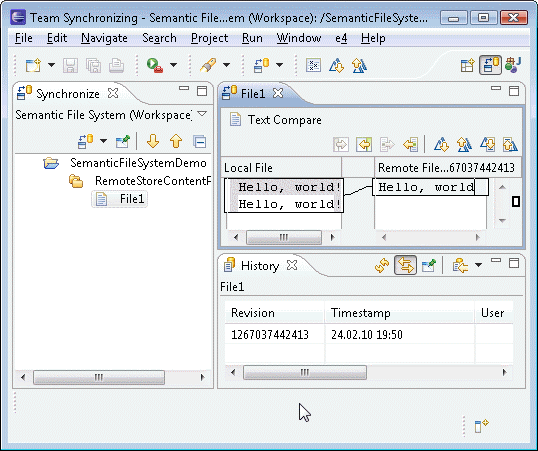 Team Synchronizing - Semantic File...em (Workspace): /SemanticFileSyste...
File Edit Navigate Search Project Run Window e4 Help
Synchronize
Semantic File System (Workspace)
SemanticFileSystemDemo
RemoteStoreContentP
File1
File1
Text Compare
Local File Remote File...67037442413
Hello, world! Hello, world
Hello, world!
History
File1
Revision Timestamp User
1267037442413 24.02.10 19:50